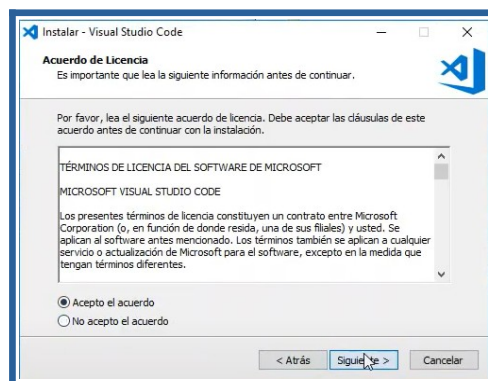 Instalar - Visual Studio Code
Acuerdo de Licencia
Es importante que lea la siguiente información antes de continuar.
Por favor, lea el siguiente acuerdo de licencia. Debe aceptar las cláusulas de este
acuerdo antes de continuar con la instalación.
TÉRMINOS DE LICENCIA DEL SOFTWARE DE MICROSOFT
MICROSOFT VISUAL STUDIO CODE
Los presentes términos de licencia constituyen un contrato entre Microsoft
Corporation (o, en función de donde resida, una de sus filiales) y usted. Se
aplican al software antes mencionado. Los términos también se aplican a cualquier
servicio o actualización de Microsoft para el software, excepto en la medida que
tengan términos diferentes.
Acepto el acuerdo
No acepto el acuerdo
< Atrás Siguiente > Cancelar